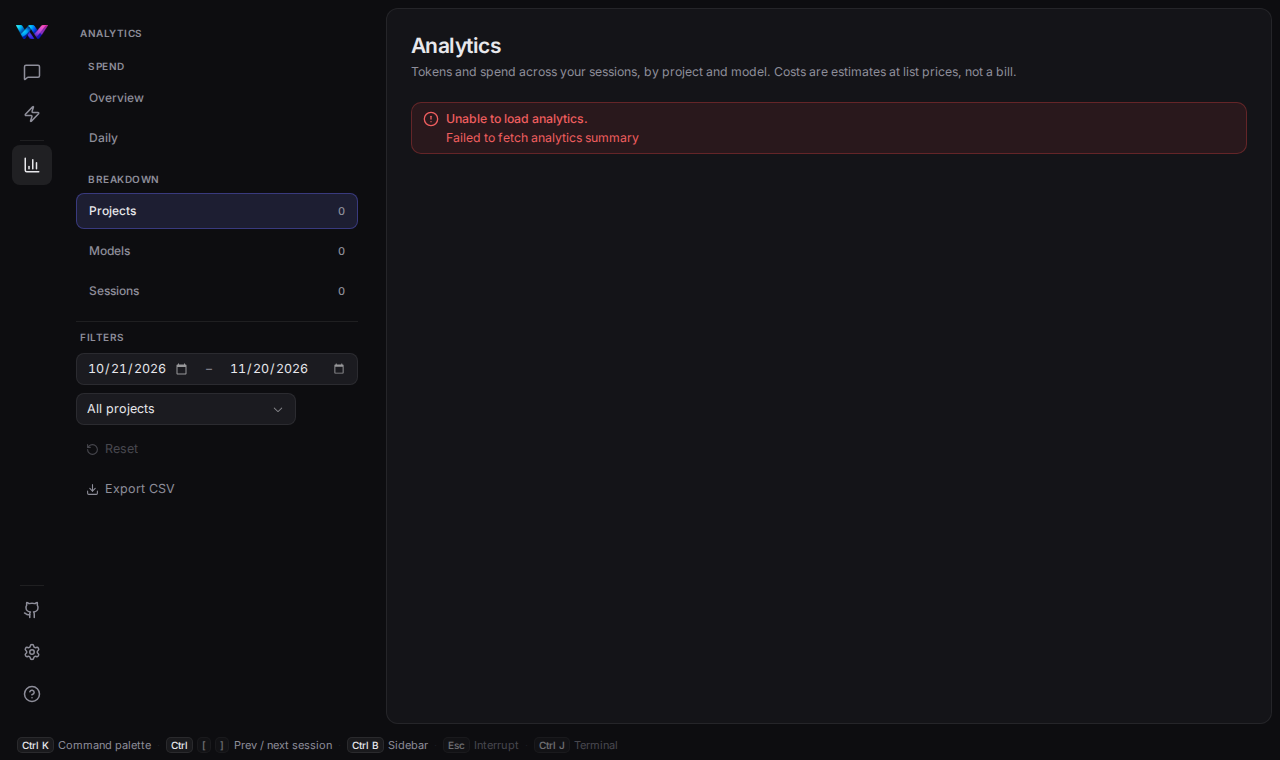 ANALYTICS
SPEND
Overview
Daily
BREAKDOWN
Projects 0
Models 0
Sessions 0
FILTERS
10/21/2026 – 11/20/2026
All projects
Reset
Export CSV
Analytics
Tokens and spend across your sessions, by project and model. Costs are estimates at list prices, not a bill.
Unable to load analytics.
Failed to fetch analytics summary
Ctrl K Command palette Ctrl [ ] Prev / next session Ctrl B Sidebar Esc Interrupt Ctrl J Terminal